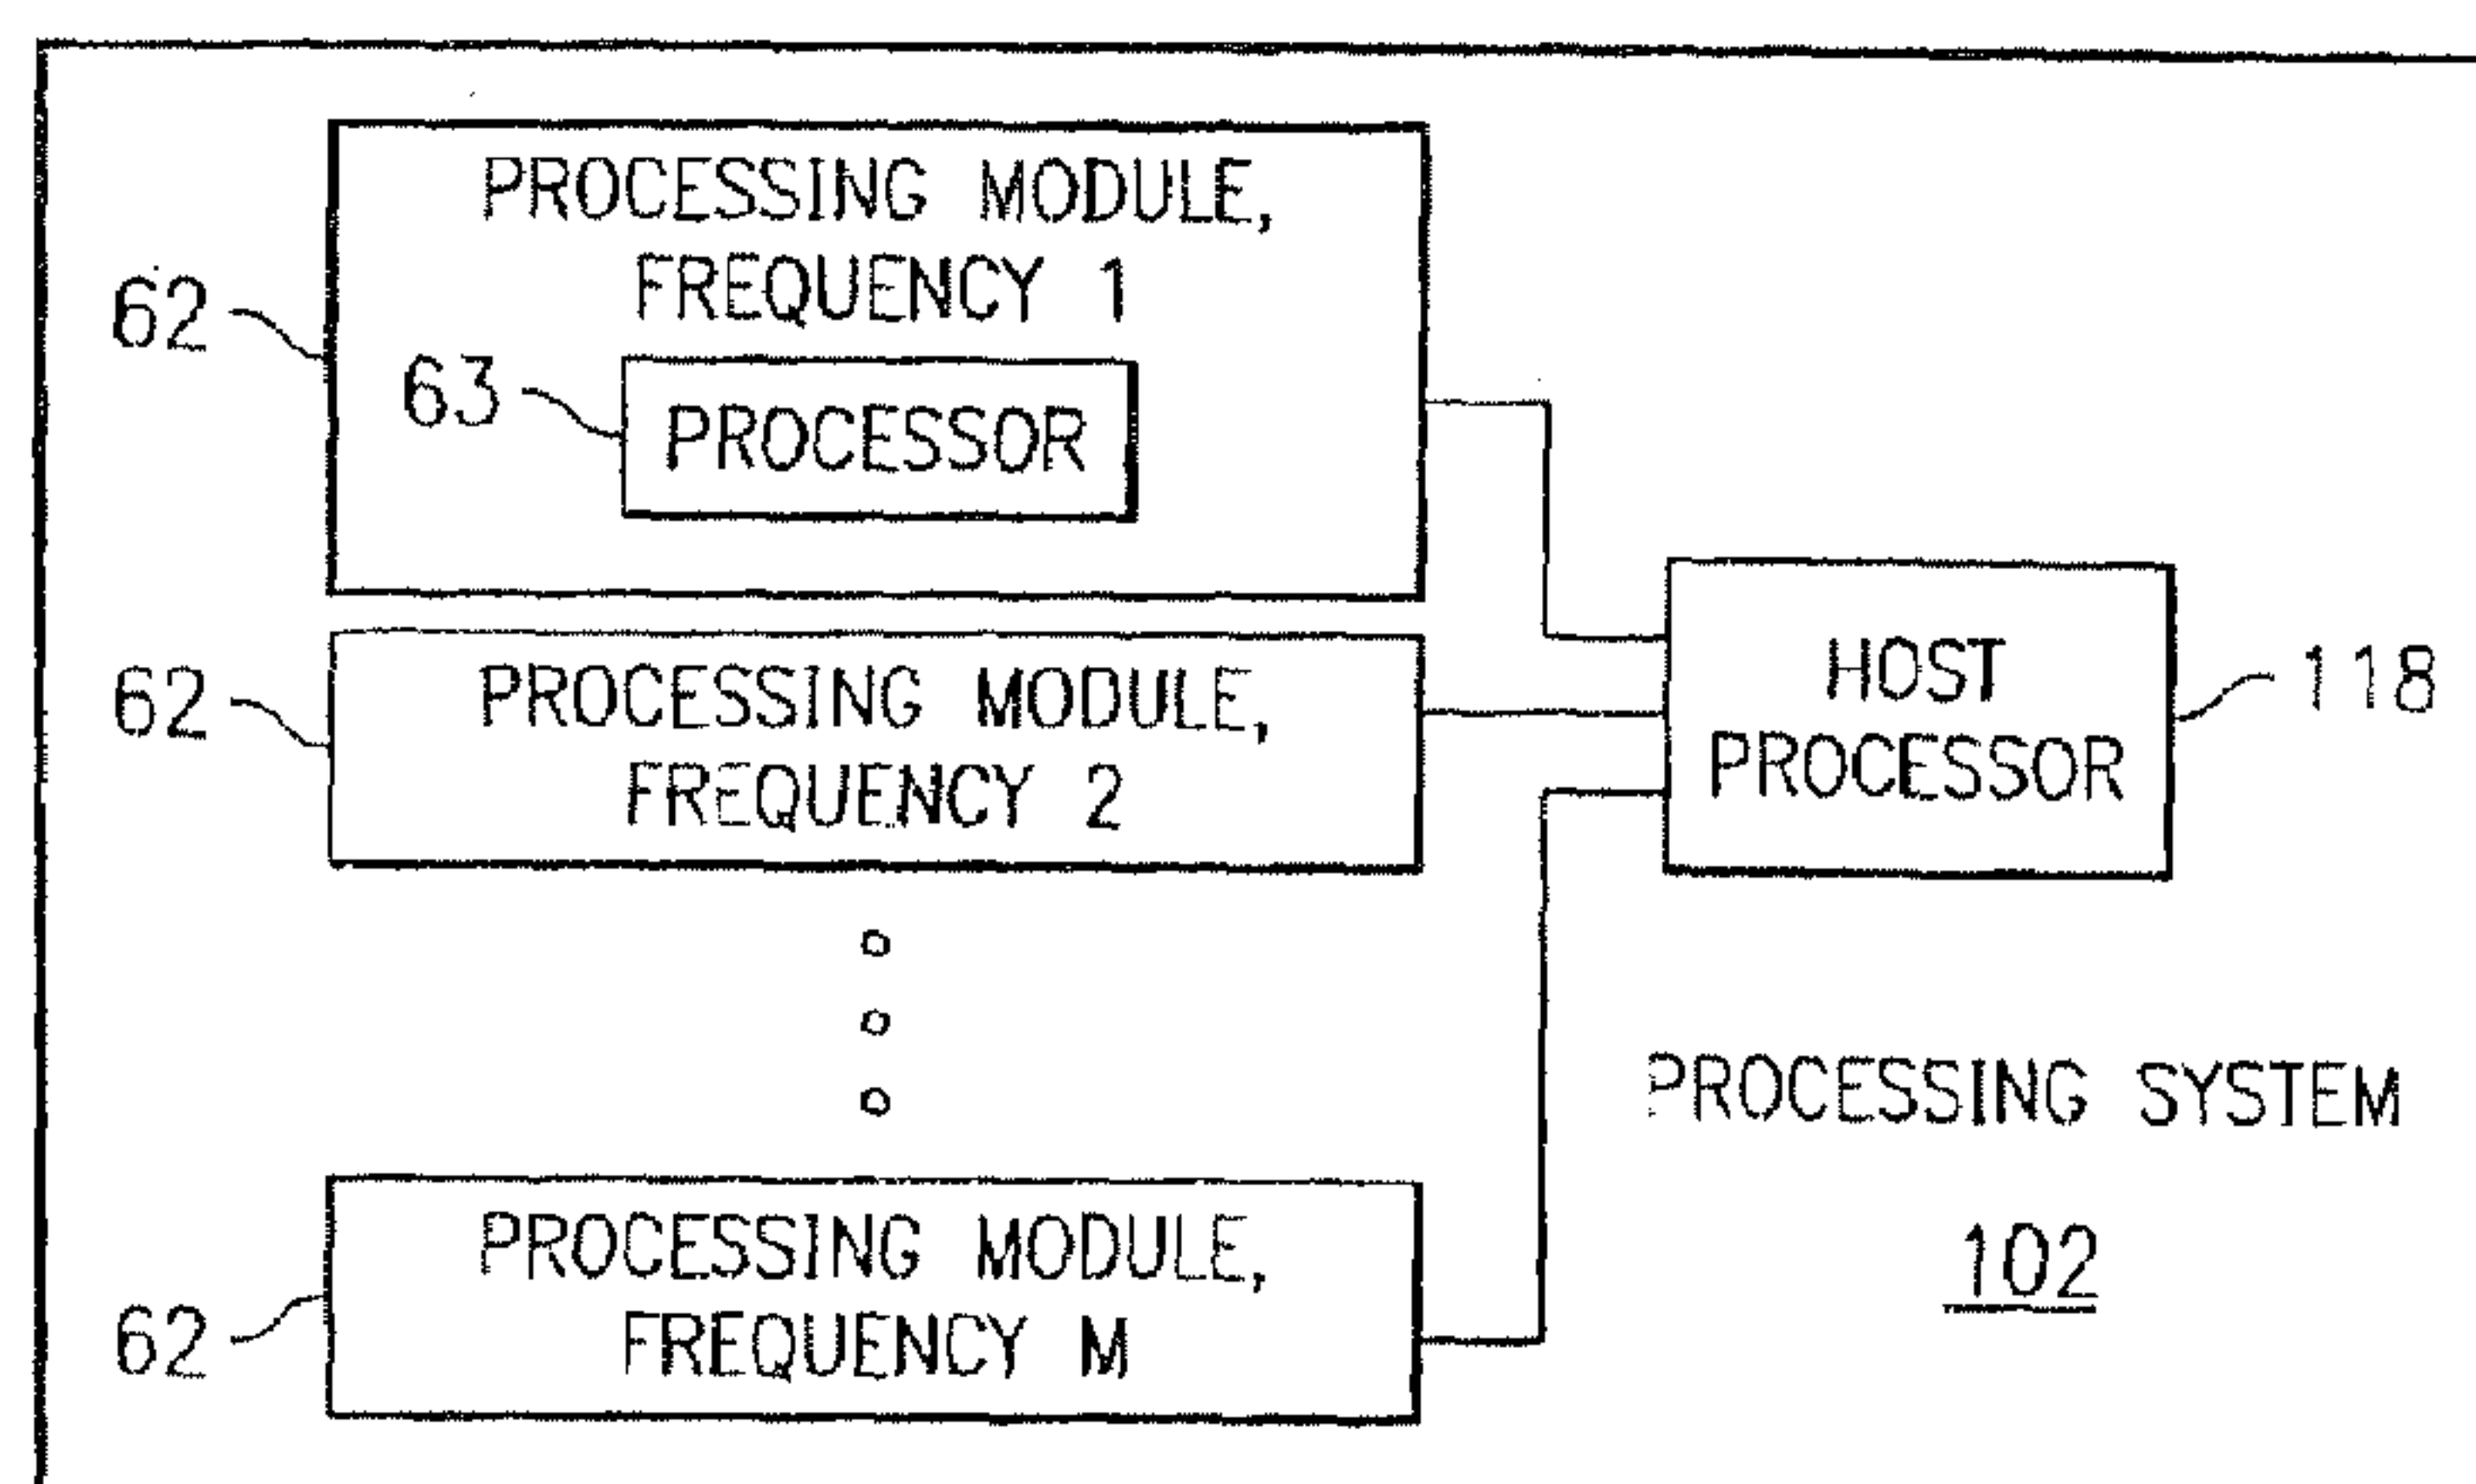 PROCESSING MODULE,
FREQUENCY 1
62
63
PROCESSOR
62
PROCESSING MODULE,
FREQUENCY 2
HOST
PROCESSOR
118
PROCESSING SYSTEM
102
62
PROCESSING MODULE,
FREQUENCY M